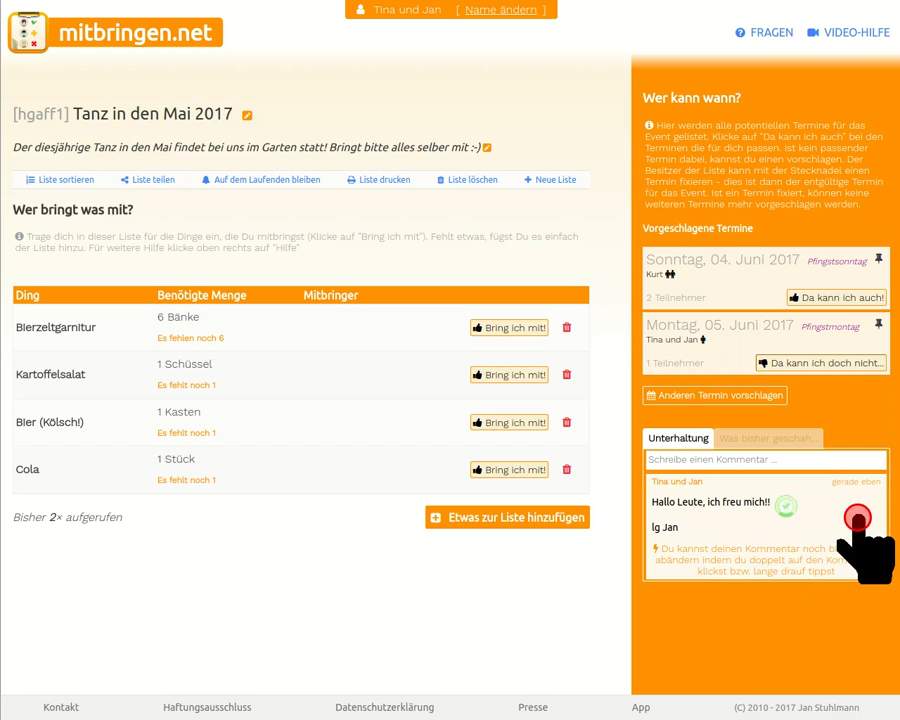 Tina und Jan [ Name ändern ]
mitbringen.net
FRAGEN VIDEO-HILFE
[hgaff1] Tanz in den Mai 2017
Der diesjährige Tanz in den Mai findet bei uns im Garten statt! Bringt bitte alles selber mit :-)
Liste sortieren Liste teilen Auf dem Laufenden bleiben Liste drucken Liste löschen Neue Liste
Wer bringt was mit?
Trage dich in dieser Liste für die Dinge ein, die Du mitbringst (Klicke auf "Bring ich mit"). Fehlt etwas, fügst Du es einfach
der Liste hinzu. Für weitere Hilfe klicke oben rechts auf "Hilfe"
Ding Benötigte Menge Mitbringer
Bierzeltgarnitur 6 Bänke Bring ich mit!
Es fehlen noch 6
Kartoffelsalat 1 Schüssel Bring ich mit!
Es fehlt noch 1
Bier (Kölsch!) 1 Kasten Bring ich mit!
Es fehlt noch 1
Cola 1 Stück Bring ich mit!
Es fehlt noch 1
Bisher 2× aufgerufen
Etwas zur Liste hinzufügen
Wer kann wann?
Hier werden alle potentiellen Termine für das
Event gelistet. Klicke auf "Da kann ich auch" bei den
Terminen die für dich passen. Ist kein passender
Termin dabei, kannst du einen vorschlagen. Der
Besitzer der Liste kann mit der Stecknadel einen
Termin fixieren - dies ist dann der entgültige Termin
für das Event. Ist ein Termin fixiert, können keine
weiteren Termine mehr vorgeschlagen werden.
Vorgeschlagene Termine
Sonntag, 04. Juni 2017 Pfingstsonntag
Kurt
2 Teilnehmer Da kann ich auch!
Montag, 05. Juni 2017 Pfingstmontag
Tina und Jan
1 Teilnehmer Da kann ich doch nicht...
Anderen Termin vorschlagen
Unterhaltung Was bisher geschah...
Schreibe einen Kommentar ...
Tina und Jan gerade eben
Hallo Leute, ich freu mich!!
lg Jan
Du kannst deinen Kommentar noch
abändern indem du doppelt auf den
klickst bzw. lange drauf tippst
Kontakt Haftungsausschluss Datenschutzerklärung Presse App (C) 2010 - 2017 Jan Stuhlmann